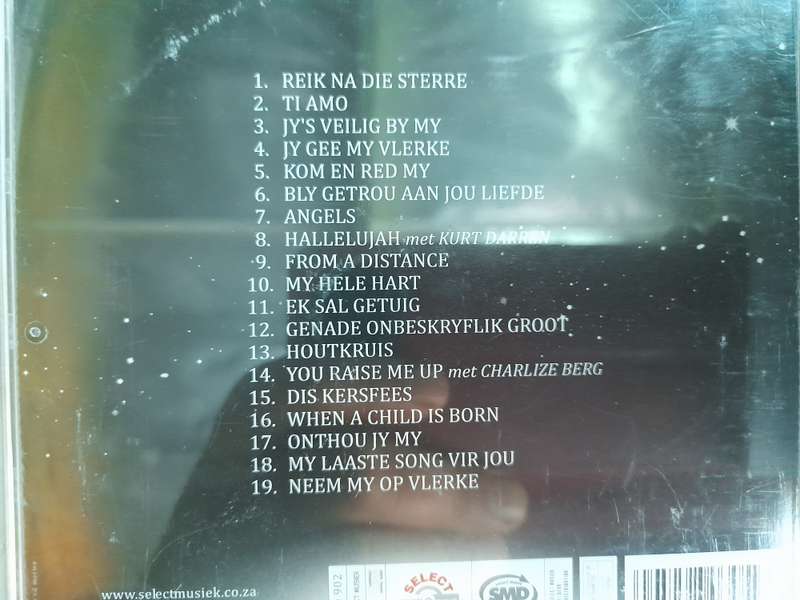 1. REIK NA DIE STERRE
2. TI AMO
3. JY'S VEILIG BY MY
4. JY GEE MY VLERKE
5. KOM EN RED MY
6. BLY GETROU AAN JOU LIEFDE
7. ANGELS
8. HALLELUJAH met KURT DARREN
9. FROM A DISTANCE
10. MY HELE HART
11. EK SAL GETUIG
12. GENADE ONBESKRYFLIK GROOT
13. HOUTKRUIS
14. YOU RAISE ME UP met CHARLIZE BERG
15. DIS KERSFEES
16. WHEN A CHILD IS BORN
17. ONTHOU JY MY
18. MY LAASTE SONG VIR JOU
19. NEEM MY OP VLERKE
www.selectmusiek.co.za
SELECT
SMD